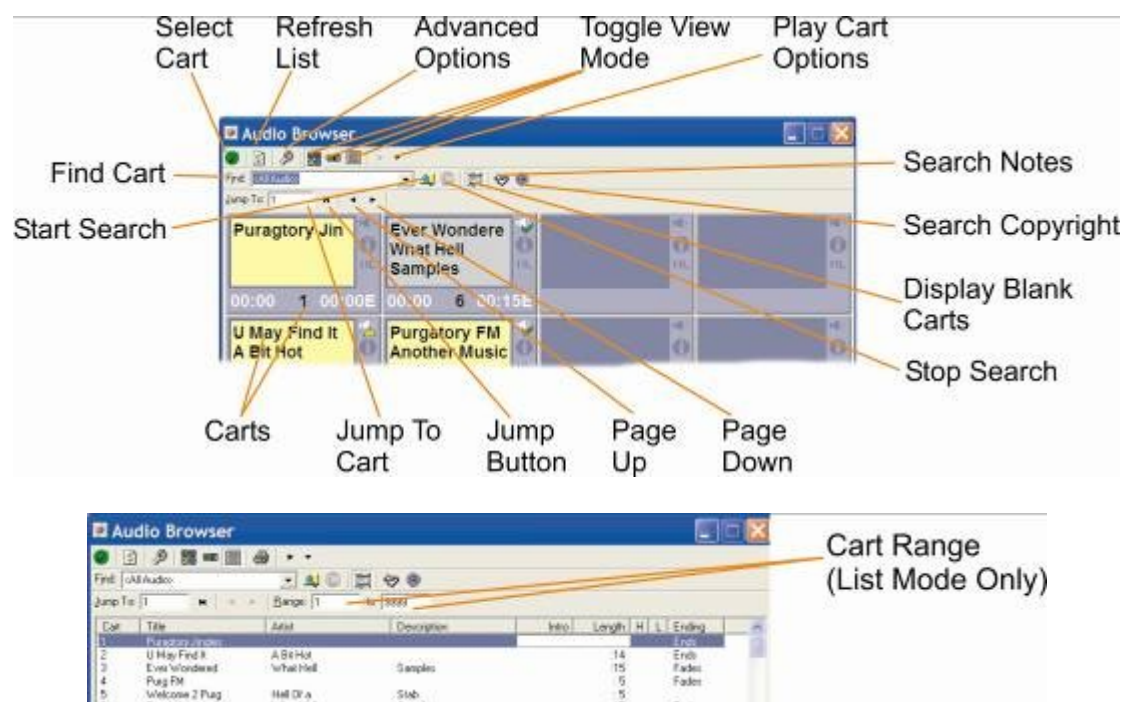 Select Cart
Refresh List
Advanced Options
Toggle View Mode
Play Cart Options
Audio Browser
Find Cart
Find: <All Audio>
Search Notes
Jump To: 1
Start Search
Search Copyright
Puragtory Jin
Ever Wondere
What Hell
Samples
00:00 1 00:00E 00:00 6 00:15E
Display Blank Carts
U May Find It
A Bit Hot
Purgatory FM
Another Music
Stop Search
Carts
Jump To Cart
Jump Button
Page Up
Page Down
Audio Browser
Cart Range
(List Mode Only)
Find: <All Audio>
Jump To: 1 Range: 1 to 9999
Cart Title Artist Description Intro Length H L Ending
1 Puragtory Jingles Ends
2 U May Find It A Bit Hot :14 Ends
3 Ever Wondered What Hell Samples :15 Fades
4 Purg FM :5 Fades
5 Welcome 2 Purg Hell Of a Stab :5